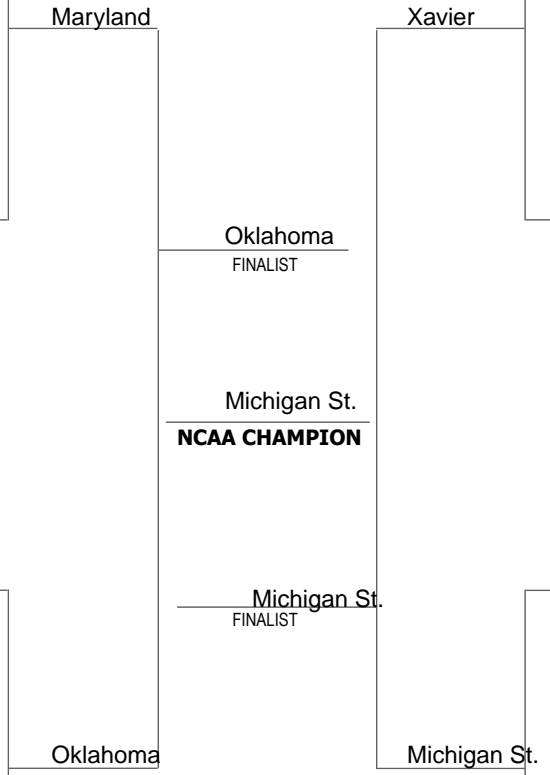 Maryland
Xavier
Oklahoma
FINALIST
Michigan St.
NCAA CHAMPION
Michigan St.
FINALIST
Oklahoma
Michigan St.